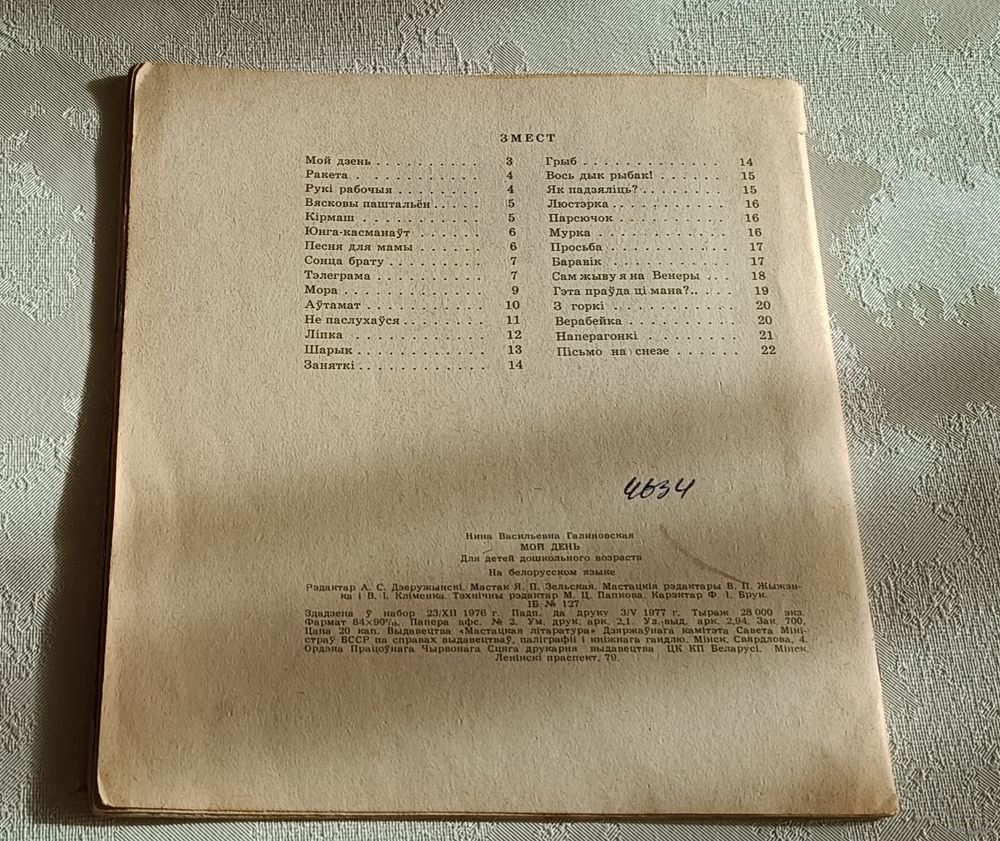 ЗМЕСТ
Мой дзень . . . . . . . . . . 3
Ракета . . . . . . . . . . . 4
Рукі рабочыя . . . . . . . . 4
Вясковы паштальён . . . . . 5
Кірмаш . . . . . . . . . . . 5
Юнга-касманаўт . . . . . . 6
Песня для мамы . . . . . . 6
Сонца брату . . . . . . . . . 7
Тэлеграма . . . . . . . . . . 7
Мора . . . . . . . . . . . . 9
Аўтамат . . . . . . . . . . . 10
Не паслухаўся . . . . . . . . 11
Ліпка . . . . . . . . . . . . 12
Шарык . . . . . . . . . . . . 13
Заняткі . . . . . . . . . . . . 14
Грыб . . . . . . . . . . . . 14
Вось дык рыбак! . . . . . . 15
Як падзяліць? . . . . . . . . 15
Люстэрка . . . . . . . . . . 16
Парсючок . . . . . . . . . . 16
Мурка . . . . . . . . . . . . 16
Просьба . . . . . . . . . . . 17
Баравік . . . . . . . . . . . 17
Сам жыву я на Венеры . . . 18
Гэта праўда ці мана? . . 19
З горкі . . . . . . . . . . . 20
Верабейка . . . . . . . . . . 20
Наперагонкі . . . . . . . . . 21
Пісьмо на снезе . . . . . . 22
4634
Нина Васильевна Галиновская
МОЙ ДЕНЬ
Для детей дошкольного возраста
На белорусском языке
Рэдактар А. С. Дзеружынскі. Мастак Я. П. Зельская. Мастацкія рэдактары В. П. Жыжэн-
ка і В. І. Кліменка. Тэхнічны рэдактар М. Ц. Папкова. Карэктар Ф. І. Брук.
ІБ № 127
Здадзена ў набор 23/XII 1976 г. Падп. да друку 3/V 1977 г. Тыраж 28 000 экз.
Фармат 84×90¹/₁₆. Папера афс. № 2. Ум. друк. арк. 2,1. Ул.-выд. арк. 2,94. Зак. 700.
Цана 20 кап. Выдавецтва «Мастацкая літаратура» Дзяржаўнага камітэта Савета Міні-
страў БССР па справах выдавецтваў, паліграфіі і кніжнага гандлю. Мінск, Свярдлова, 4.
Ордэна Працоўнага Чырвонага Сцяга друкарня выдавецтва ЦК КП Беларусі. Мінск,
Ленінскі праспект, 79.